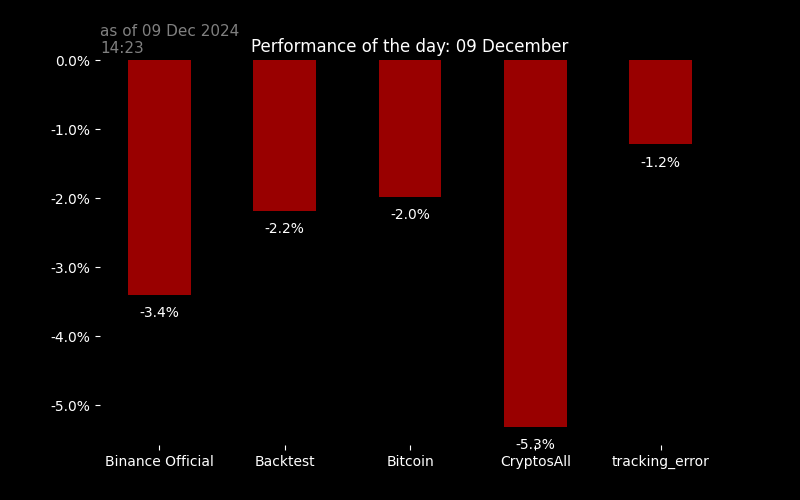 as of 09 Dec 2024
14:23
Performance of the day: 09 December
0.0%
-1.0%
-2.0%
-3.0%
-4.0%
-5.0%
-3.4%
-2.2%
-2.0%
-5.3%
-1.2%
Binance Official
Backtest
Bitcoin
CryptosAll
tracking_error